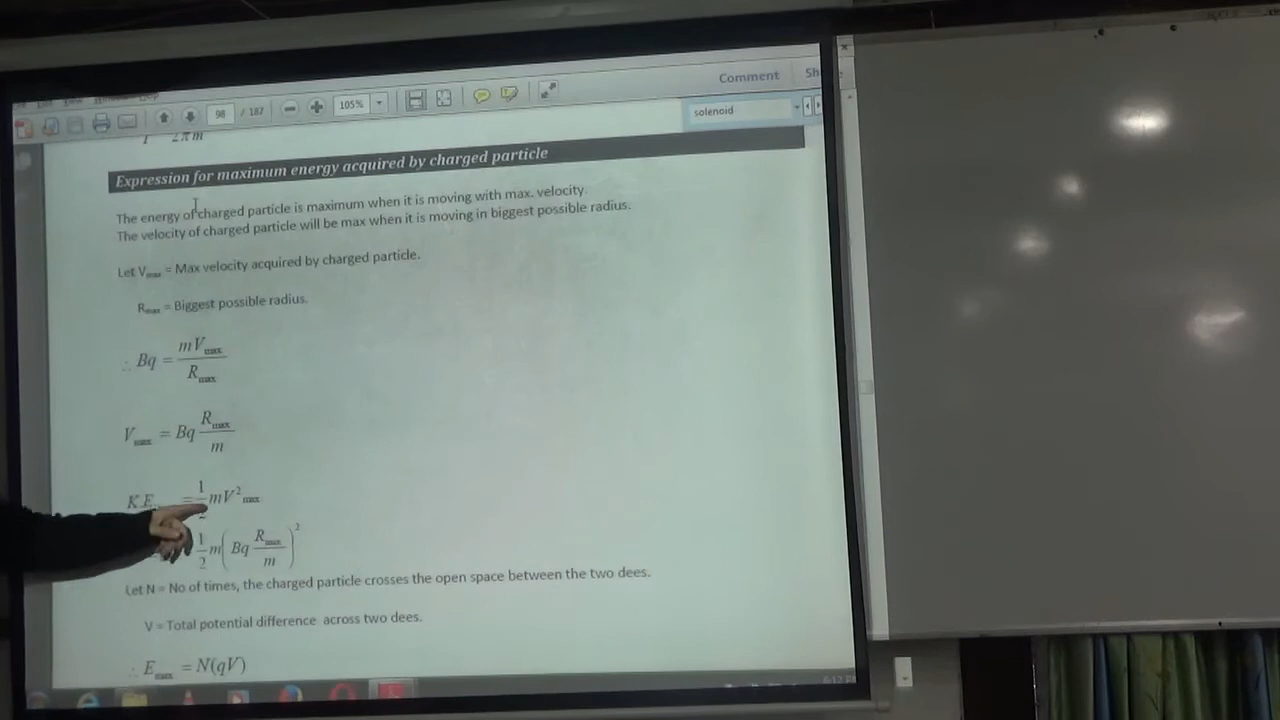 Comment
98 / 187
105%
solenoid
2πm
Expression for maximum energy acquired by charged particle
The energy of charged particle is maximum when it is moving with max. velocity.
The velocity of charged particle will be max when it is moving in biggest possible radius.
Let Vmax = Max velocity acquired by charged particle.
Rmax = Biggest possible radius.
∴ Bq = mVmax / Rmax
Vmax = Bq Rmax / m
K.E. = 1/2 mV²max
1/2 m(Bq Rmax / m)²
Let N = No of times, the charged particle crosses the open space between the two dees.
V = Total potential difference across two dees.
∴ Emax = N(qV)